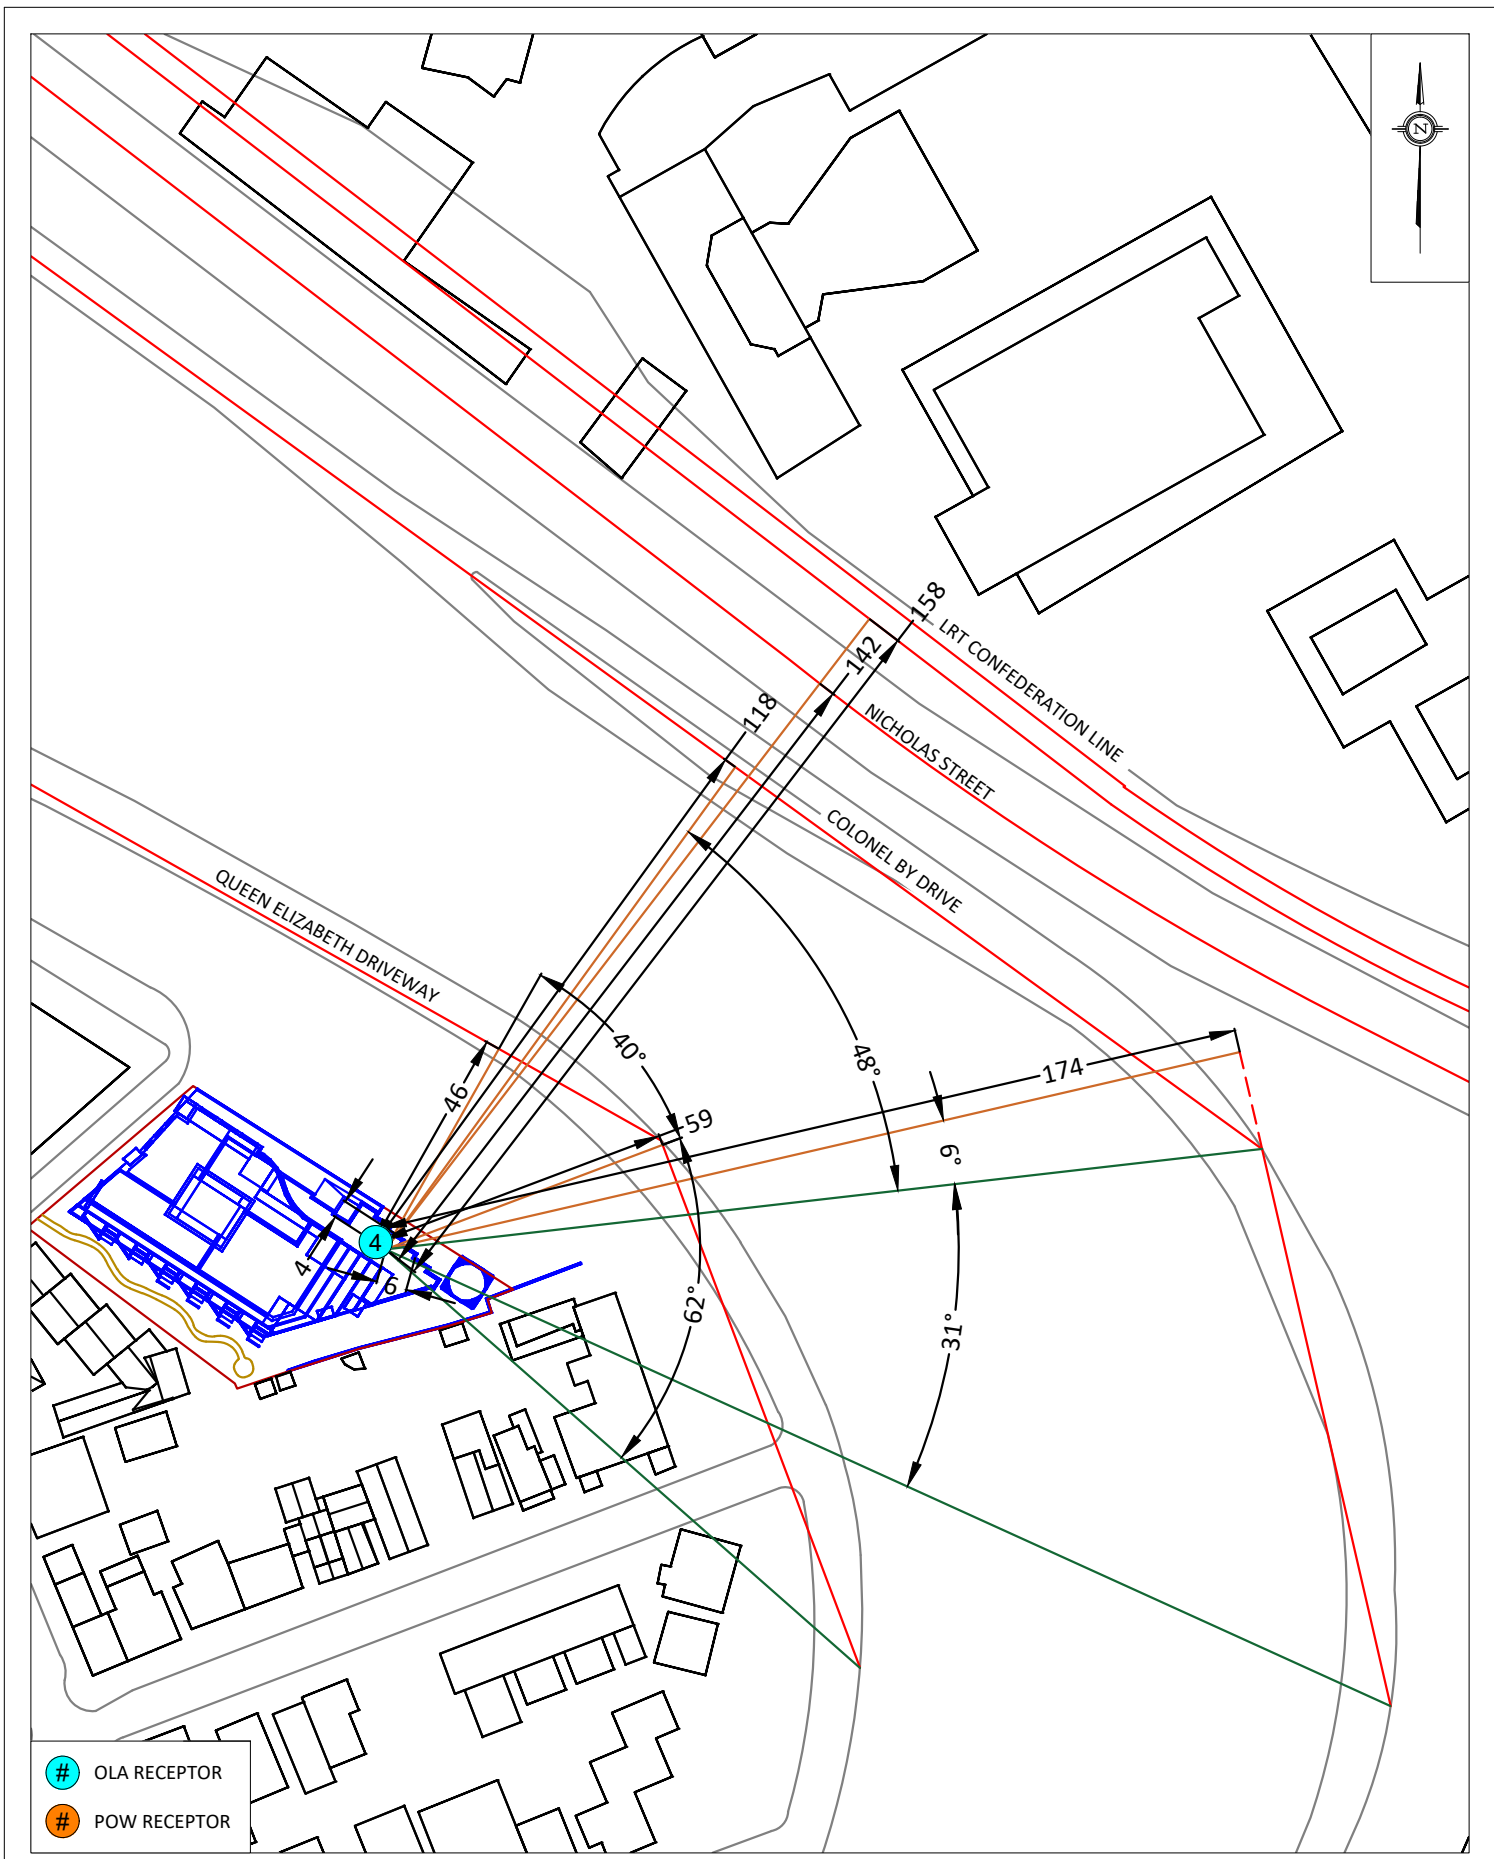 N
158
LRT CONFEDERATION LINE
142
118
NICHOLAS STREET
COLONEL BY DRIVE
QUEEN ELIZABETH DRIVEWAY
40°
48°
174
46
59
6°
4
4
6
62°
31°
# OLA RECEPTOR
# POW RECEPTOR